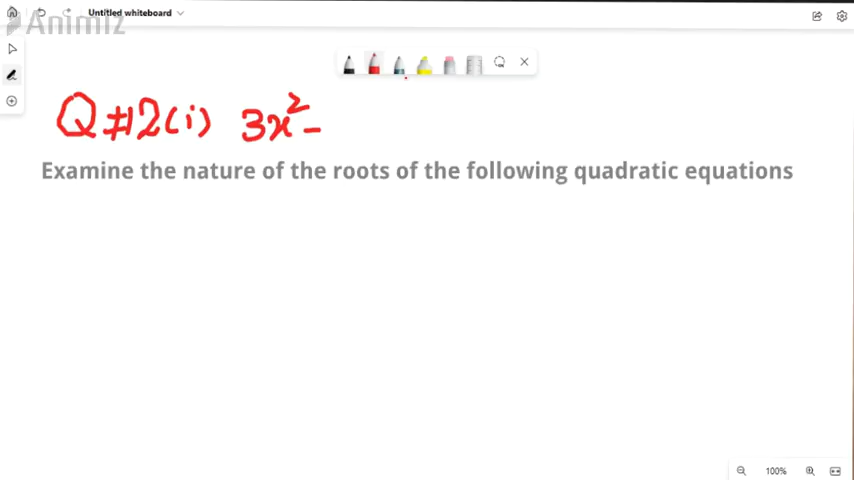 Untitled whiteboard
Animiz
Q#2(i) 3x²-
Examine the nature of the roots of the following quadratic equations
100%